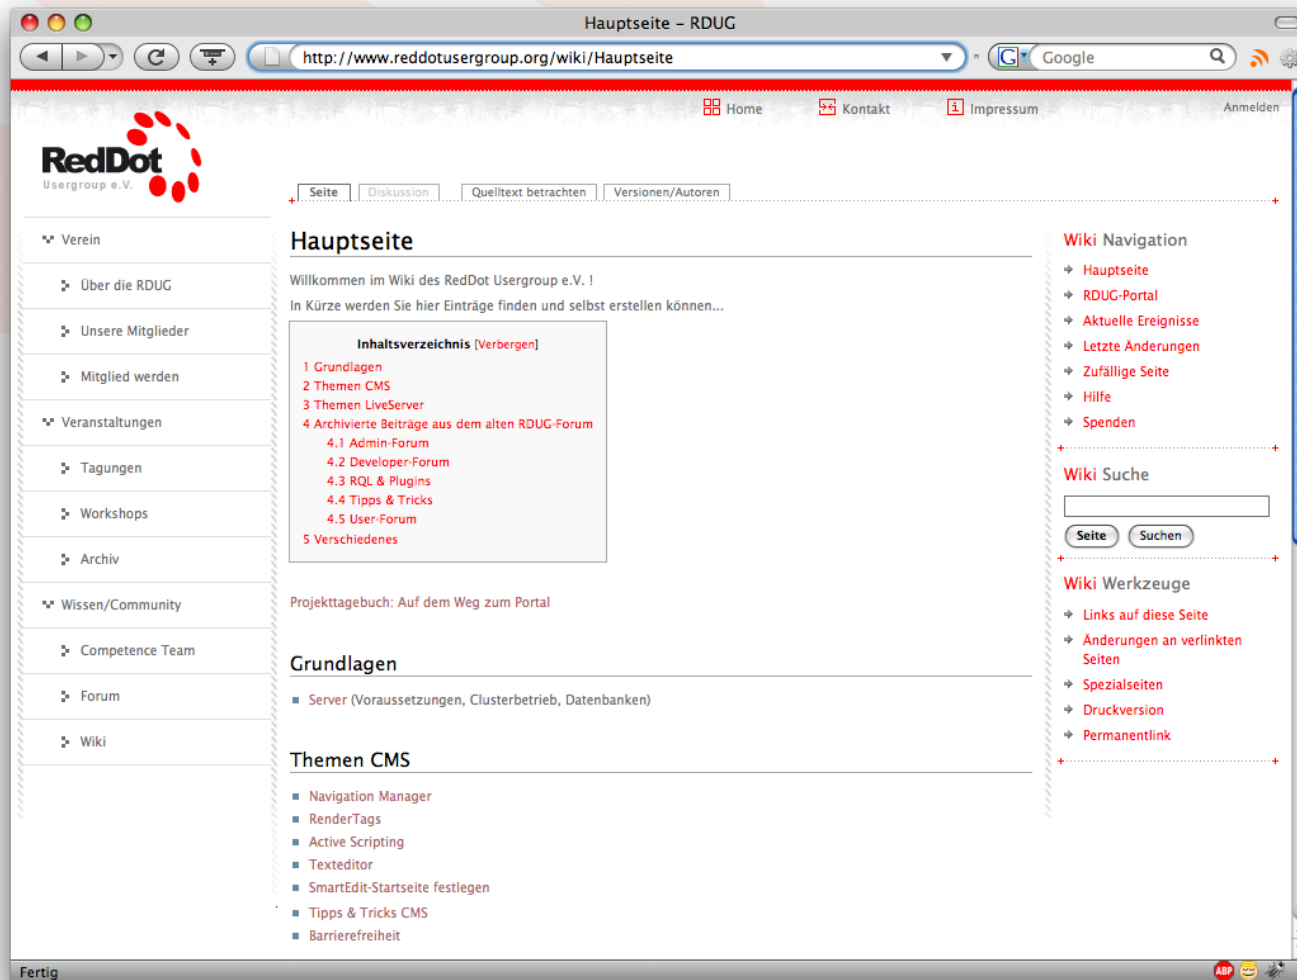 Hauptseite – RDUG
http://www.reddotusergroup.org/wiki/Hauptseite
G
Google
Home
Kontakt
Impressum
Anmelden
RedDot
Usergroup e.V.
Seite
Diskussion
Quelltext betrachten
Versionen/Autoren
Verein
Über die RDUG
Unsere Mitglieder
Mitglied werden
Veranstaltungen
Tagungen
Workshops
Archiv
Wissen/Community
Competence Team
Forum
Wiki
Hauptseite
Willkommen im Wiki des RedDot Usergroup e.V. !
In Kürze werden Sie hier Einträge finden und selbst erstellen können...
Inhaltsverzeichnis [Verbergen]
1 Grundlagen
2 Themen CMS
3 Themen LiveServer
4 Archivierte Beiträge aus dem alten RDUG-Forum
4.1 Admin-Forum
4.2 Developer-Forum
4.3 RQL & Plugins
4.4 Tipps & Tricks
4.5 User-Forum
5 Verschiedenes
Projekttagebuch: Auf dem Weg zum Portal
Grundlagen
Server (Voraussetzungen, Clusterbetrieb, Datenbanken)
Themen CMS
Navigation Manager
RenderTags
Active Scripting
Texteditor
SmartEdit-Startseite festlegen
Tipps & Tricks CMS
Barrierefreiheit
Wiki Navigation
Hauptseite
RDUG-Portal
Aktuelle Ereignisse
Letzte Änderungen
Zufällige Seite
Hilfe
Spenden
Wiki Suche
Seite
Suchen
Wiki Werkzeuge
Links auf diese Seite
Änderungen an verlinkten
Seiten
Spezialseiten
Druckversion
Permanentlink
Fertig
ABP